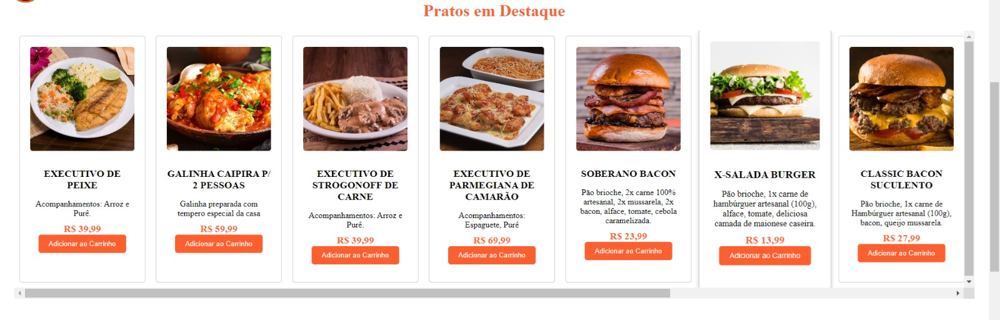 Pratos em Destaque
EXECUTIVO DE
PEIXE
Acompanhamentos: Arroz e
Purê.
R$ 39,99
Adicionar ao Carrinho
GALINHA CAIPIRA P/
2 PESSOAS
Galinha preparada com
tempero especial da casa
R$ 59,99
Adicionar ao Carrinho
EXECUTIVO DE
STROGONOFF DE
CARNE
Acompanhamentos: Arroz e
Purê.
R$ 39,99
Adicionar ao Carrinho
EXECUTIVO DE
PARMEGIANA DE
CAMARÃO
Acompanhamentos:
Espaguete, Purê
R$ 69,99
Adicionar ao Carrinho
SOBERANO BACON
Pão brioche, 2x carne 100%
artesanal, 2x mussarela, 2x
bacon, alface, tomate, cebola
caramelizada.
R$ 23,99
Adicionar ao Carrinho
X-SALADA BURGER
Pão brioche, 1x carne de
hambúrguer artesanal (100g),
alface, tomate, deliciosa
camada de maionese caseira.
R$ 13,99
Adicionar ao Carrinho
CLASSIC BACON
SUCULENTO
Pão brioche, 1x carne de
Hambúrguer artesanal (100g),
bacon, queijo mussarela.
R$ 27,99
Adicionar ao Carrinho